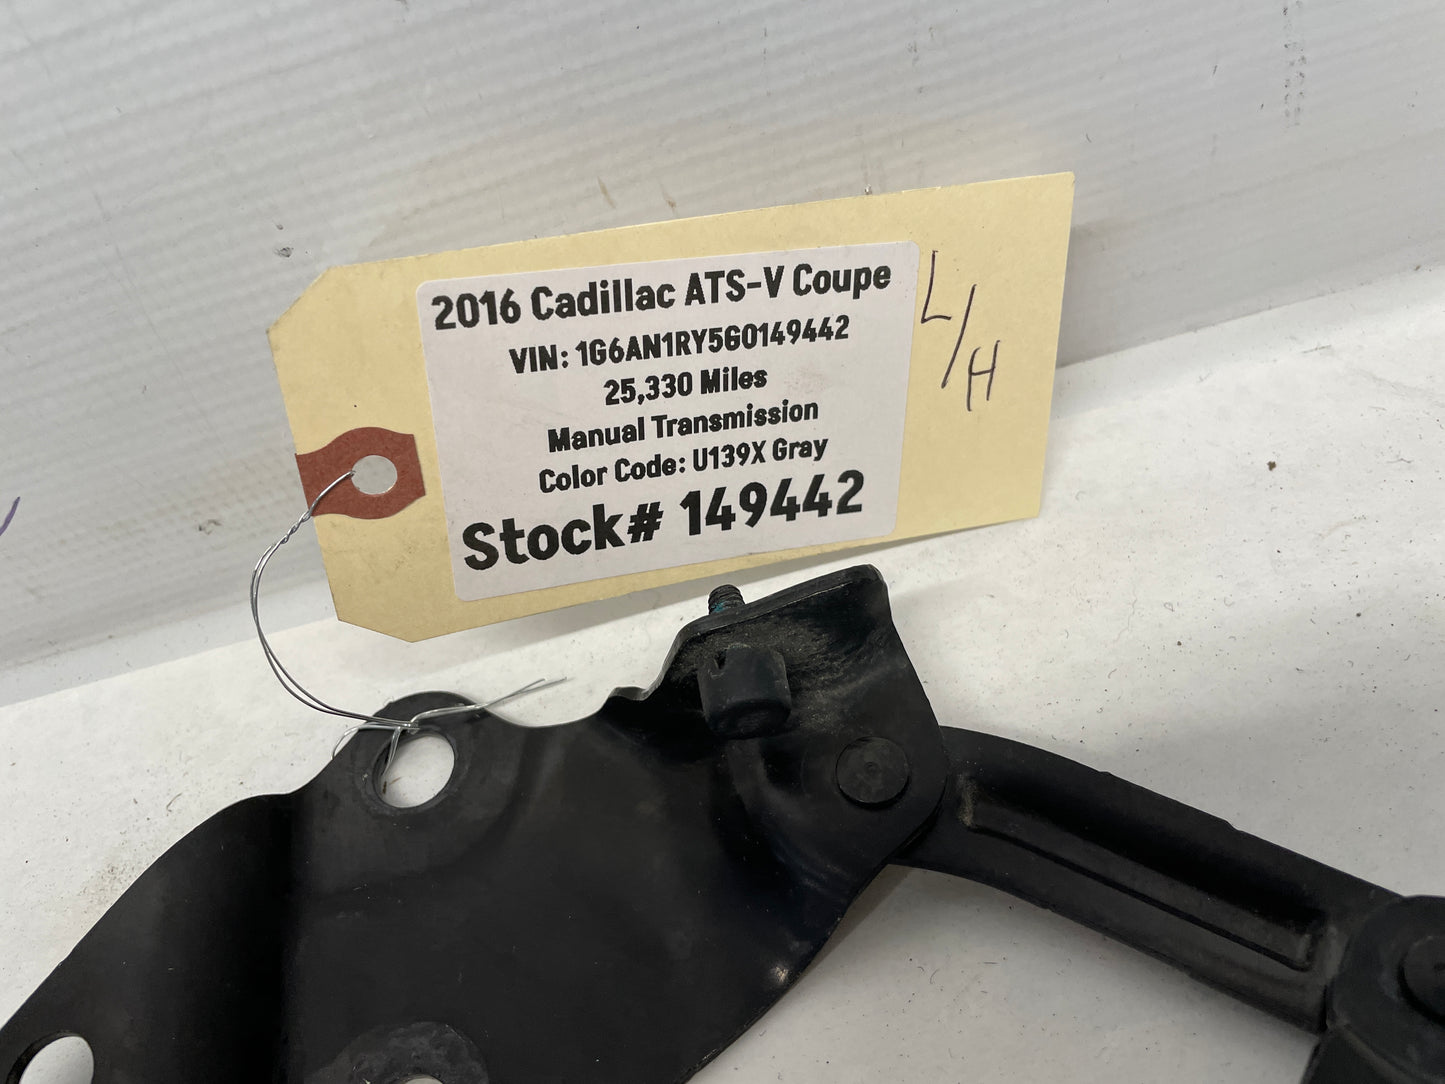 2016 Cadillac ATS-V Coupe
VIN: 1G6AN1RY5G0149442
25,330 Miles
Manual Transmission
Color Code: U139X Gray
Stock# 149442
L/H